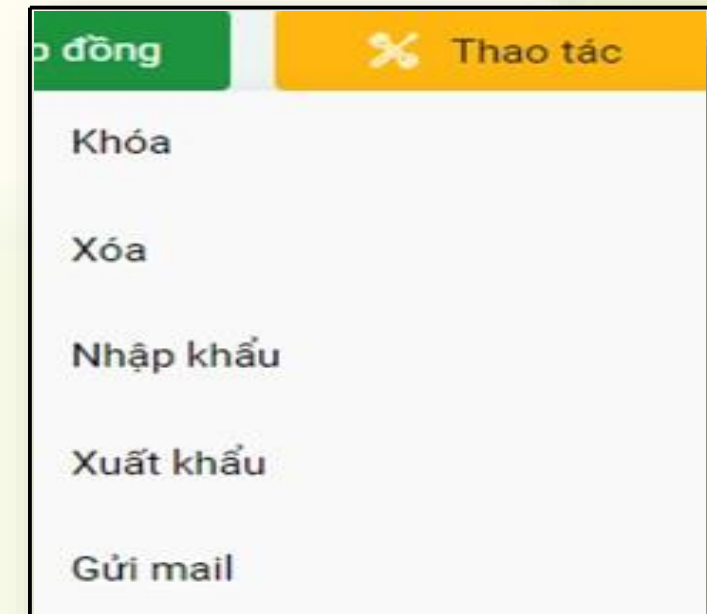 đồng Thao tác
Khóa
Xóa
Nhập khẩu
Xuất khẩu
Gửi mail